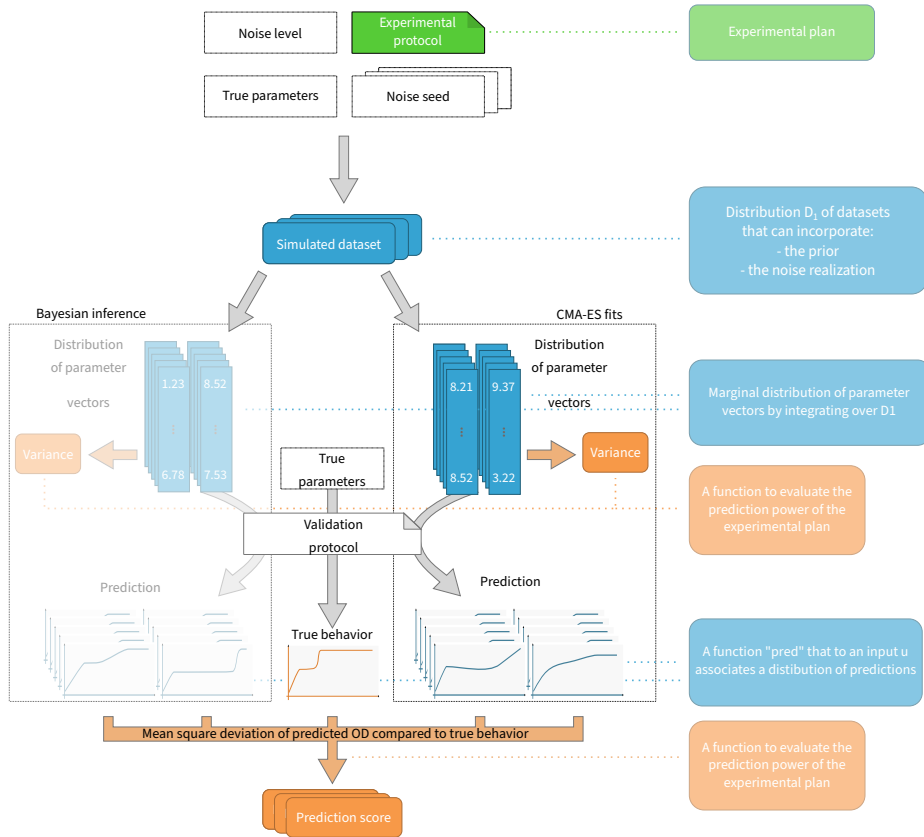 Noise level
Experimental
protocol
Experimental plan
True parameters
Noise seed
Simulated dataset
Distribution D₁ of datasets
that can incorporate:
- the prior
- the noise realization
Bayesian inference
CMA-ES fits
Distribution
of parameter
vectors
1.23
8.52
⋮
⋮
6.78
7.53
Variance
8.21
9.37
⋮
⋮
8.52
3.22
Distribution
of parameter
vectors
Variance
Marginal distribution of parameter
vectors by integrating over D1
True
parameters
A function to evaluate the
prediction power of the
experimental plan
Validation
protocol
Prediction
Prediction
True behavior
A function "pred" that to an input u
associates a distibution of predictions
Mean square deviation of predicted OD compared to true behavior
A function to evaluate the
prediction power of the
experimental plan
Prediction score